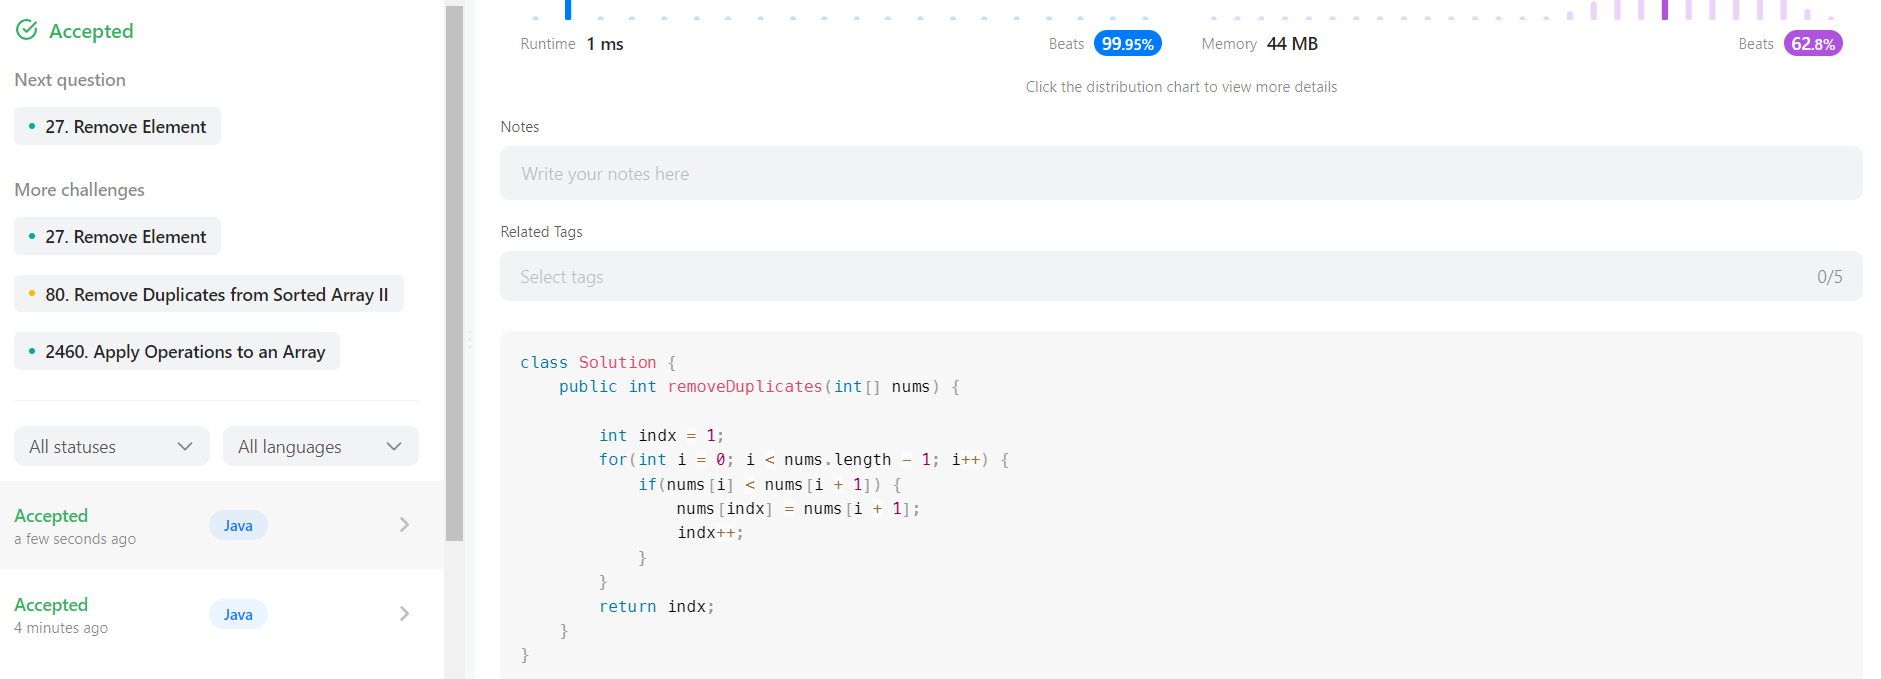 Accepted
Next question
27. Remove Element
More challenges
27. Remove Element
80. Remove Duplicates from Sorted Array II
2460. Apply Operations to an Array
All statuses
All languages
Accepted
a few seconds ago
Java
Accepted
4 minutes ago
Java
Runtime 1 ms
Beats 99.95%
Memory 44 MB
Beats 62.8%
Click the distribution chart to view more details
Notes
Write your notes here
Related Tags
Select tags
0/5
class Solution {
    public int removeDuplicates(int[] nums) {

        int indx = 1;
        for(int i = 0; i < nums.length - 1; i++) {
            if(nums[i] < nums[i + 1]) {
                nums[indx] = nums[i + 1];
                indx++;
            }
        }
        return indx;
    }
}